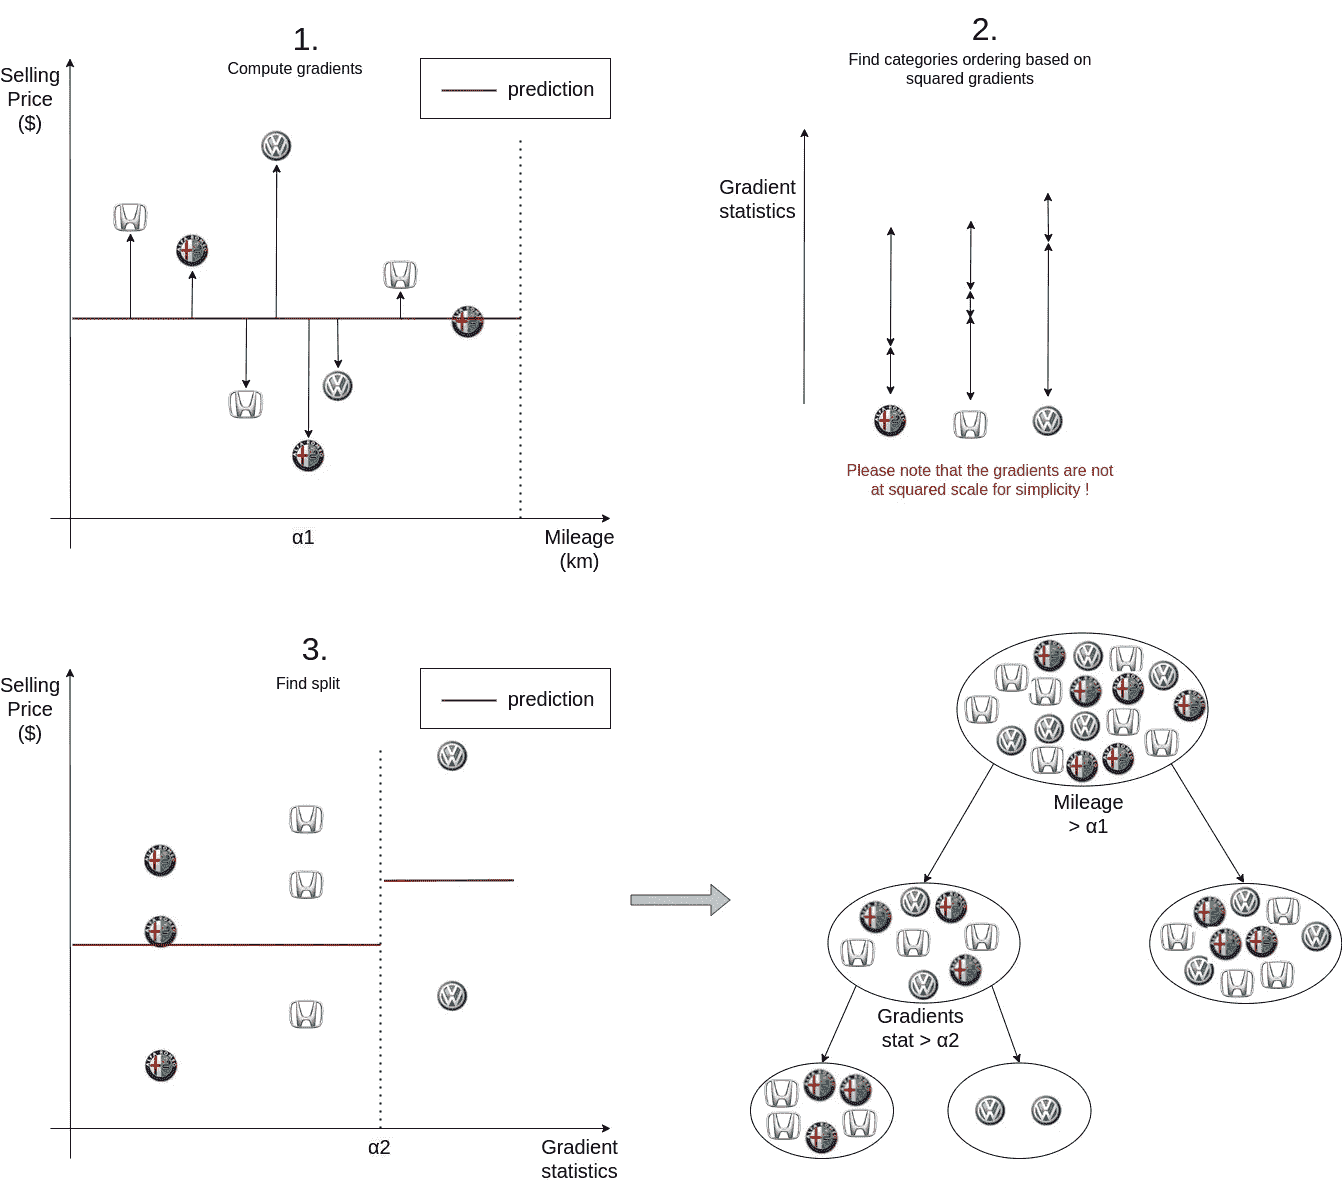 1.
Compute gradients
Selling
Price
($)
prediction
α1
Mileage
(km)
2.
Find categories ordering based on
squared gradients
Gradient
statistics
Please note that the gradients are not
at squared scale for simplicity !
3.
Find split
Selling
Price
($)
prediction
α2
Gradient
statistics
Mileage
> α1
Gradients
stat > α2